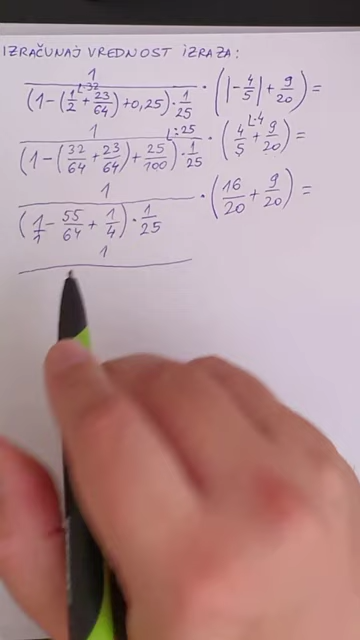 IZRAČUNAJ VREDNOST IZRAZA:
1/((1-(1/2+23/64)+0,25)·1/25) · (|-4/5|+9/20)=
1/((1-(32/64+23/64)+25/100)·1/25) · (4/5+9/20)=
1/((1/1-55/64+1/4)·1/25) · (16/20+9/20)=
1